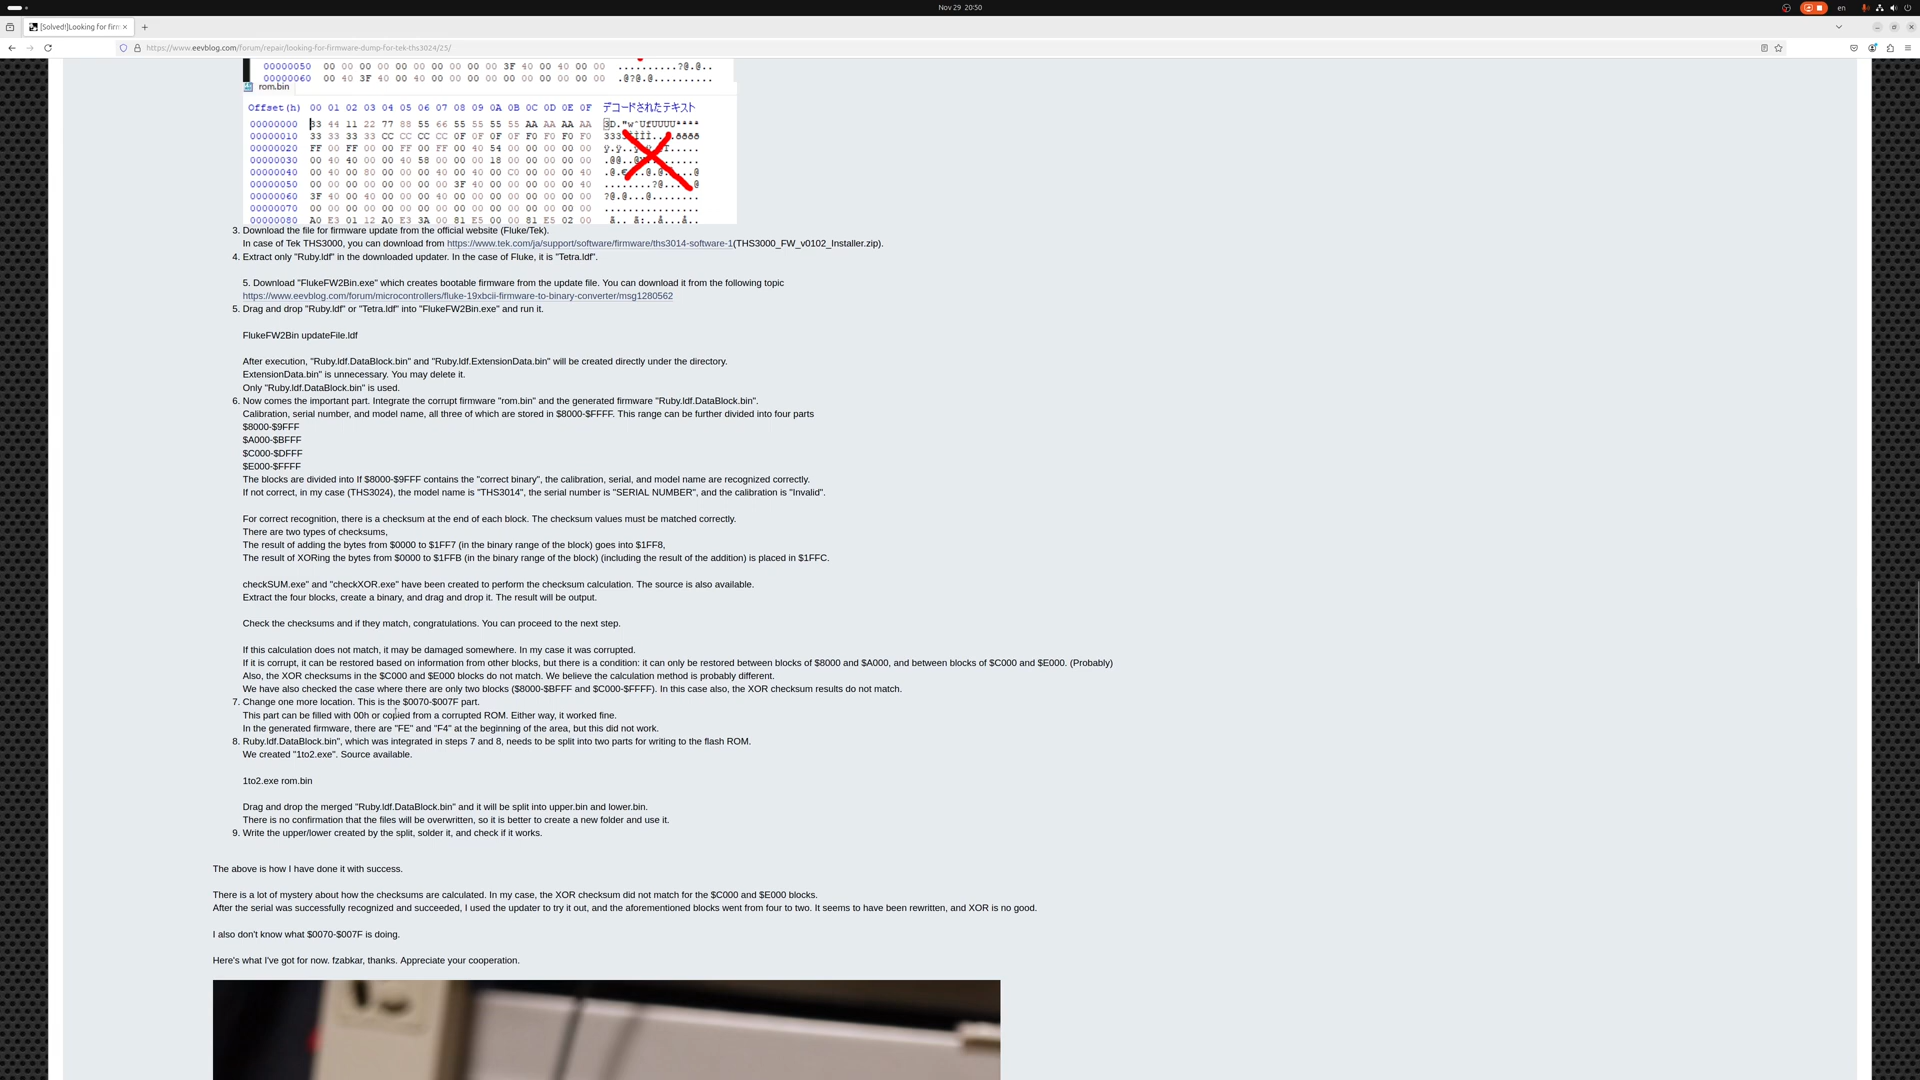 Nov 29 20:50
en
[Solved!]Looking for firm
https://www.eevblog.com/forum/repair/looking-for-firmware-dump-for-tek-ths3024/25/
00000050 00 00 00 00 00 00 00 00 00 3F 40 00 40 00 00 ..........?@.@..
00000060 00 40 3F 40 00 40 00 00 00 00 00 00 00 00 00 00 .@?@.@..........
rom.bin
Offset(h) 00 01 02 03 04 05 06 07 08 09 0A 0B 0C 0D 0E 0F デコードされたテキスト
00000000 33 44 11 22 77 88 55 66 55 55 55 55 AA AA AA AA 3D."wˆUfUUUUªªªª
00000010 33 33 33 33 CC CC CC CC 0F 0F 0F 0F F0 F0 F0 F0
00000020 FF 00 FF 00 00 FF 00 FF 00 40 54 00 00 00 00 00
00000030 00 40 40 00 00 40 58 00 00 00 18 00 00 00 00 00
00000040 00 40 00 80 00 00 00 40 00 40 00 C0 00 00 00 40
00000050 00 00 00 00 00 00 00 00 3F 40 00 00 00 00 00 40
00000060 3F 40 00 40 00 00 00 40 00 00 00 00 00 00 00 00 ?@.@...@........
00000070 00 00 00 00 00 00 00 00 00 00 00 00 00 00 00 00 ................
00000080 A0 E3 01 12 A0 E3 3A 00 81 E5 00 00 81 E5 02 00
3. Download the file for firmware update from the official website (Fluke/Tek).
In case of Tek THS3000, you can download from https://www.tek.com/ja/support/software/firmware/ths3014-software-1(THS3000_FW_v0102_Installer.zip).
4. Extract only "Ruby.ldf" in the downloaded updater. In the case of Fluke, it is "Tetra.ldf".
5. Download "FlukeFW2Bin.exe" which creates bootable firmware from the update file. You can download it from the following topic
https://www.eevblog.com/forum/microcontrollers/fluke-19xbcii-firmware-to-binary-converter/msg1280562
5. Drag and drop "Ruby.ldf" or "Tetra.ldf" into "FlukeFW2Bin.exe" and run it.
FlukeFW2Bin updateFile.ldf
After execution, "Ruby.ldf.DataBlock.bin" and "Ruby.ldf.ExtensionData.bin" will be created directly under the directory.
ExtensionData.bin" is unnecessary. You may delete it.
Only "Ruby.ldf.DataBlock.bin" is used.
6. Now comes the important part. Integrate the corrupt firmware "rom.bin" and the generated firmware "Ruby.ldf.DataBlock.bin".
Calibration, serial number, and model name, all three of which are stored in $8000-$FFFF. This range can be further divided into four parts
$8000-$9FFF
$A000-$BFFF
$C000-$DFFF
$E000-$FFFF
The blocks are divided into If $8000-$9FFF contains the "correct binary", the calibration, serial, and model name are recognized correctly.
If not correct, in my case (THS3024), the model name is "THS3014", the serial number is "SERIAL NUMBER", and the calibration is "Invalid".
For correct recognition, there is a checksum at the end of each block. The checksum values must be matched correctly.
There are two types of checksums,
The result of adding the bytes from $0000 to $1FF7 (in the binary range of the block) goes into $1FF8,
The result of XORing the bytes from $0000 to $1FFB (in the binary range of the block) (including the result of the addition) is placed in $1FFC.
checkSUM.exe" and "checkXOR.exe" have been created to perform the checksum calculation. The source is also available.
Extract the four blocks, create a binary, and drag and drop it. The result will be output.
Check the checksums and if they match, congratulations. You can proceed to the next step.
If this calculation does not match, it may be damaged somewhere. In my case it was corrupted.
If it is corrupt, it can be restored based on information from other blocks, but there is a condition: it can only be restored between blocks of $8000 and $A000, and between blocks of $C000 and $E000. (Probably)
Also, the XOR checksums in the $C000 and $E000 blocks do not match. We believe the calculation method is probably different.
We have also checked the case where there are only two blocks ($8000-$BFFF and $C000-$FFFF). In this case also, the XOR checksum results do not match.
7. Change one more location. This is the $0070-$007F part.
This part can be filled with 00h or copied from a corrupted ROM. Either way, it worked fine.
In the generated firmware, there are "FE" and "F4" at the beginning of the area, but this did not work.
8. Ruby.ldf.DataBlock.bin", which was integrated in steps 7 and 8, needs to be split into two parts for writing to the flash ROM.
We created "1to2.exe". Source available.
1to2.exe rom.bin
Drag and drop the merged "Ruby.ldf.DataBlock.bin" and it will be split into upper.bin and lower.bin.
There is no confirmation that the files will be overwritten, so it is better to create a new folder and use it.
9. Write the upper/lower created by the split, solder it, and check if it works.
The above is how I have done it with success.
There is a lot of mystery about how the checksums are calculated. In my case, the XOR checksum did not match for the $C000 and $E000 blocks.
After the serial was successfully recognized and succeeded, I used the updater to try it out, and the aforementioned blocks went from four to two. It seems to have been rewritten, and XOR is no good.
I also don't know what $0070-$007F is doing.
Here's what I've got for now. fzabkar, thanks. Appreciate your cooperation.